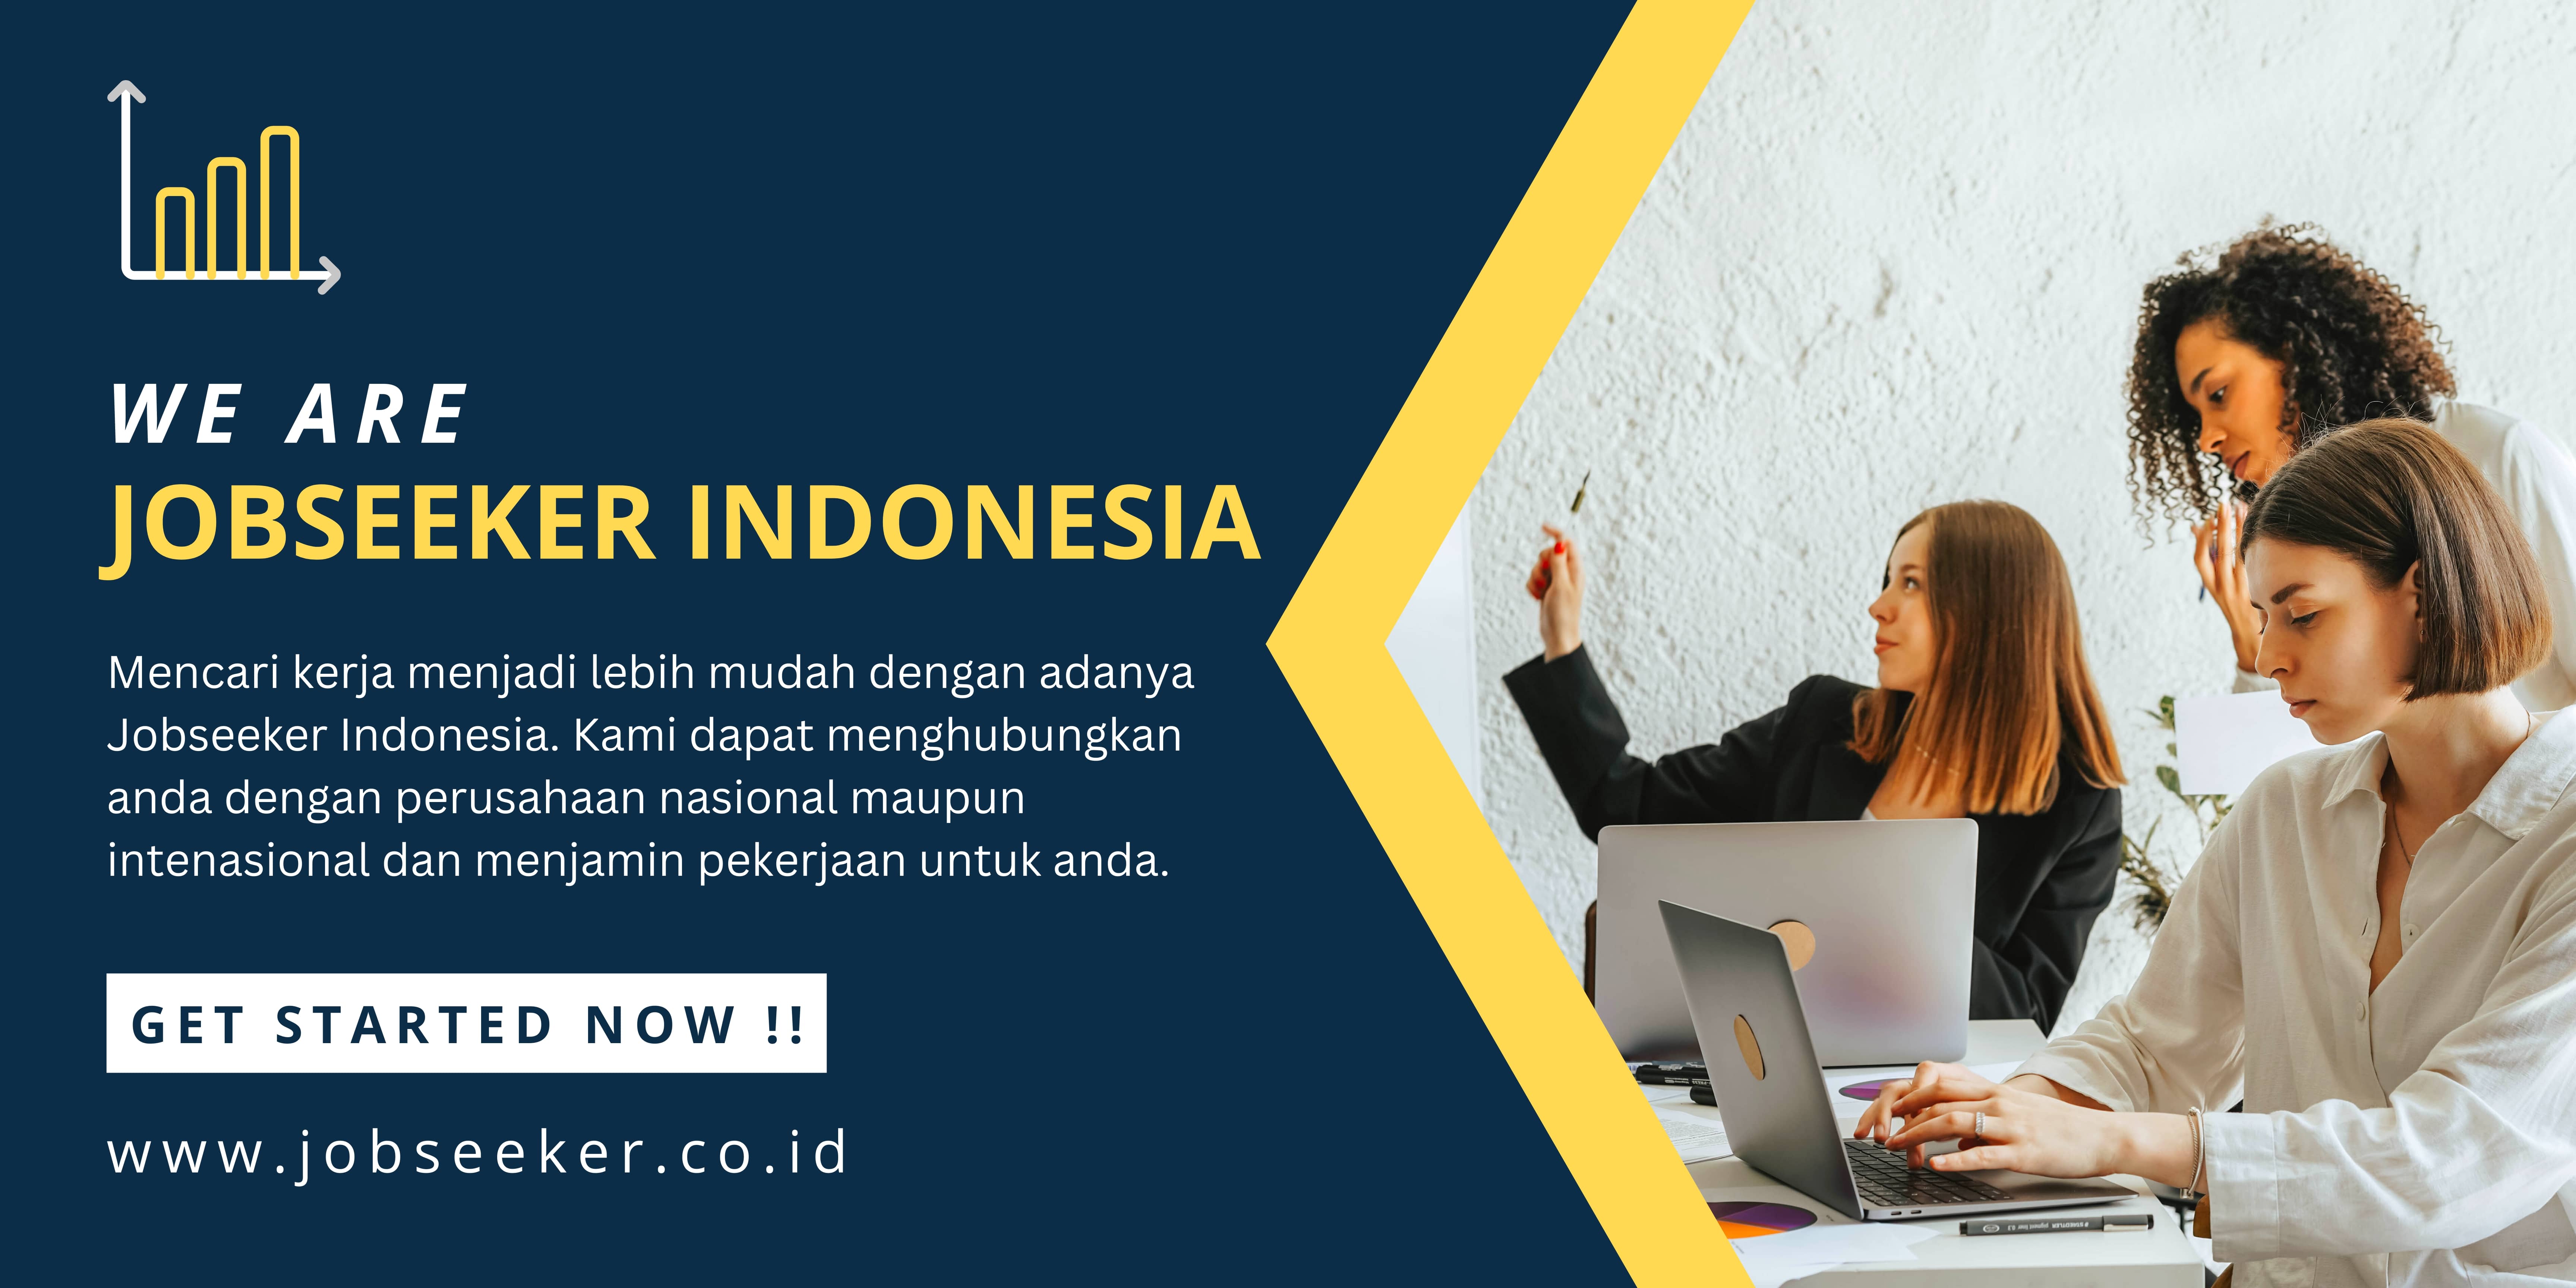 WE ARE
JOBSEEKER INDONESIA
Mencari kerja menjadi lebih mudah dengan adanya
Jobseeker Indonesia. Kami dapat menghubungkan
anda dengan perusahaan nasional maupun
intenasional dan menjamin pekerjaan untuk anda.
GET STARTED NOW !!
www.jobseeker.co.id